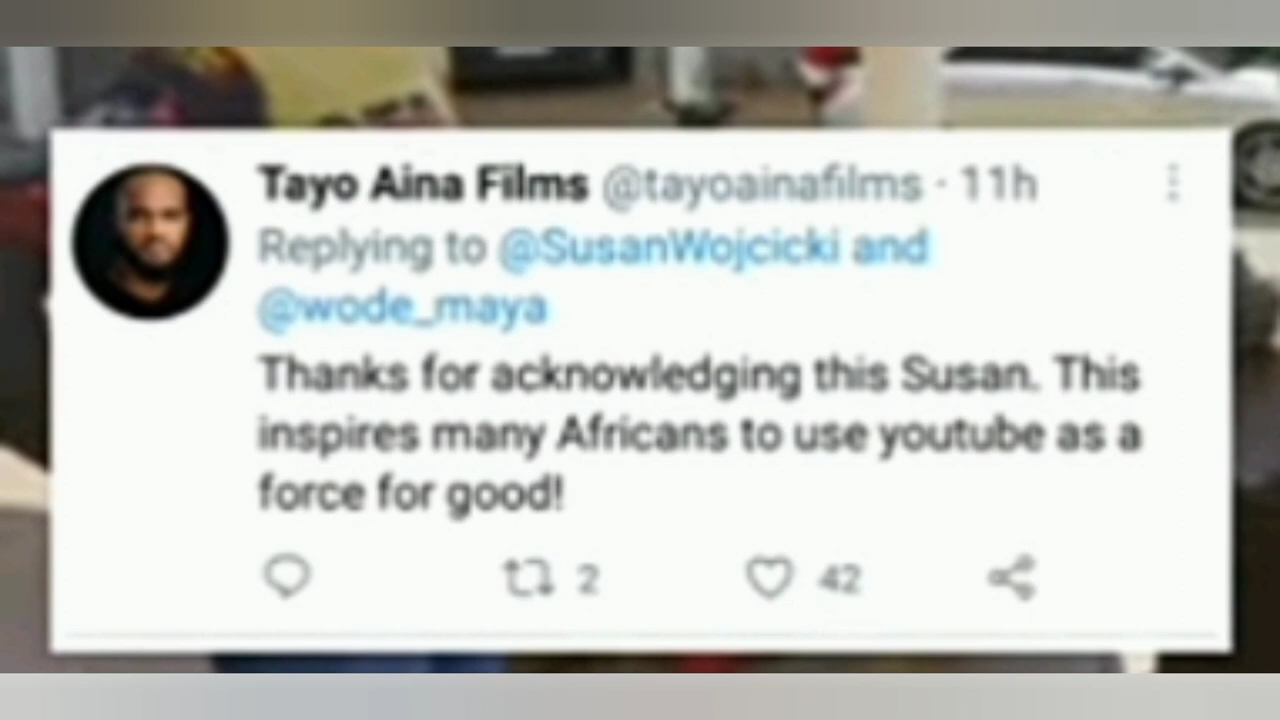 Tayo Aina Films @tayoainafilms · 11h
Replying to @SusanWojcicki and
@wode_maya
Thanks for acknowledging this Susan. This
inspires many Africans to use youtube as a
force for good!
2 42